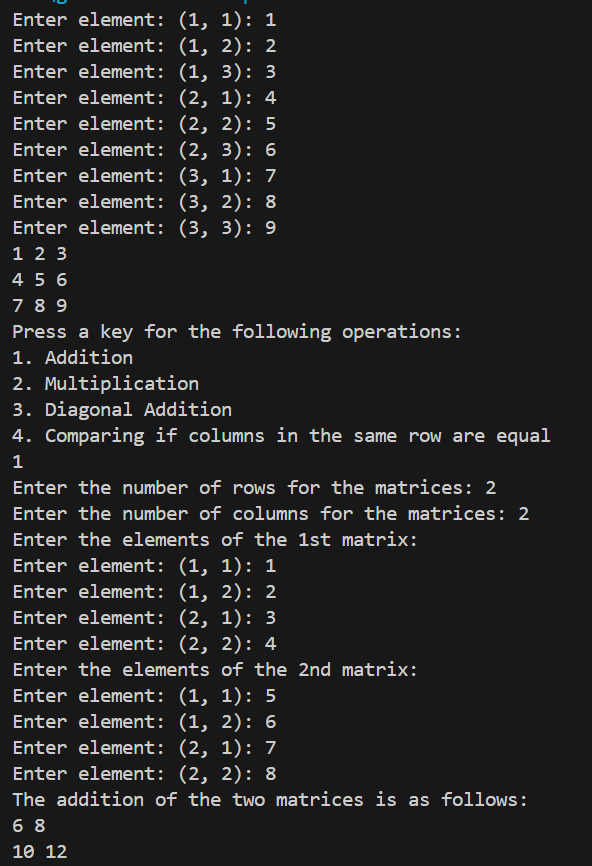 Enter element: (1, 1): 1
Enter element: (1, 2): 2
Enter element: (1, 3): 3
Enter element: (2, 1): 4
Enter element: (2, 2): 5
Enter element: (2, 3): 6
Enter element: (3, 1): 7
Enter element: (3, 2): 8
Enter element: (3, 3): 9
1 2 3
4 5 6
7 8 9
Press a key for the following operations:
1. Addition
2. Multiplication
3. Diagonal Addition
4. Comparing if columns in the same row are equal
1
Enter the number of rows for the matrices: 2
Enter the number of columns for the matrices: 2
Enter the elements of the 1st matrix:
Enter element: (1, 1): 1
Enter element: (1, 2): 2
Enter element: (2, 1): 3
Enter element: (2, 2): 4
Enter the elements of the 2nd matrix:
Enter element: (1, 1): 5
Enter element: (1, 2): 6
Enter element: (2, 1): 7
Enter element: (2, 2): 8
The addition of the two matrices is as follows:
6 8
10 12